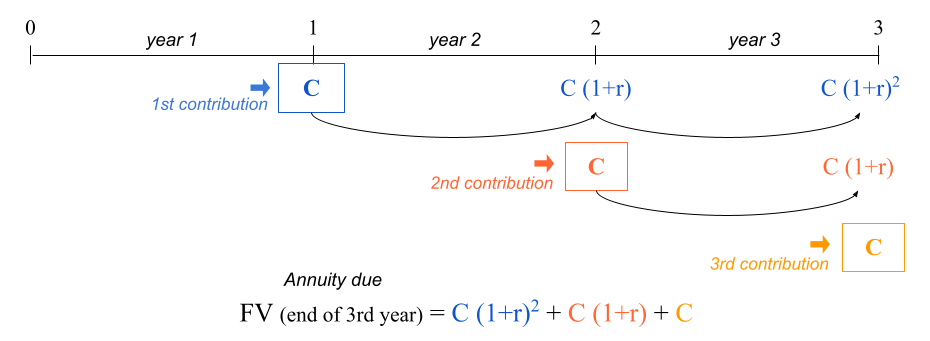 0 1 2 3
year 1 year 2 year 3
C C (1+r) C (1+r)²
1st contribution
C C (1+r)
2nd contribution
C
3rd contribution
Annuity due
FV (end of 3rd year) = C (1+r)² + C (1+r) + C